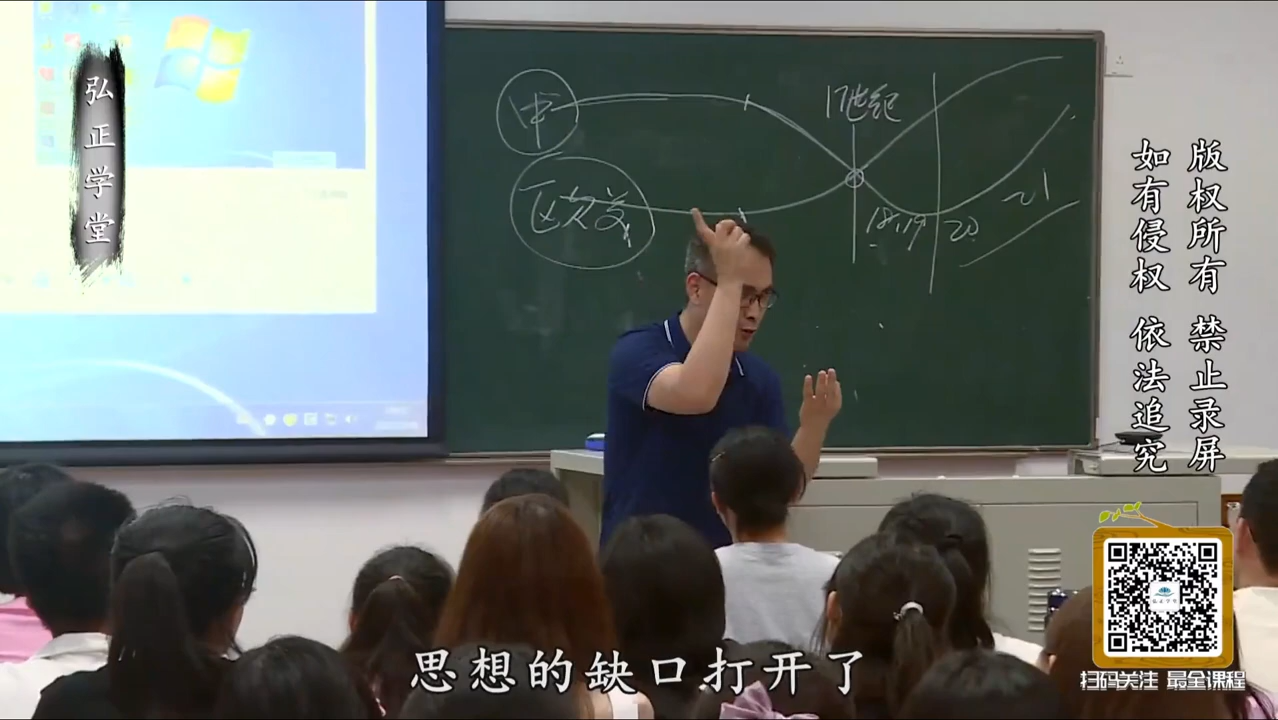 弘正学堂
中
17世纪
18.19
20
21
版权所有 禁止录屏
如有侵权 依法追究
思想的缺口打开了
扫码关注 最全课程